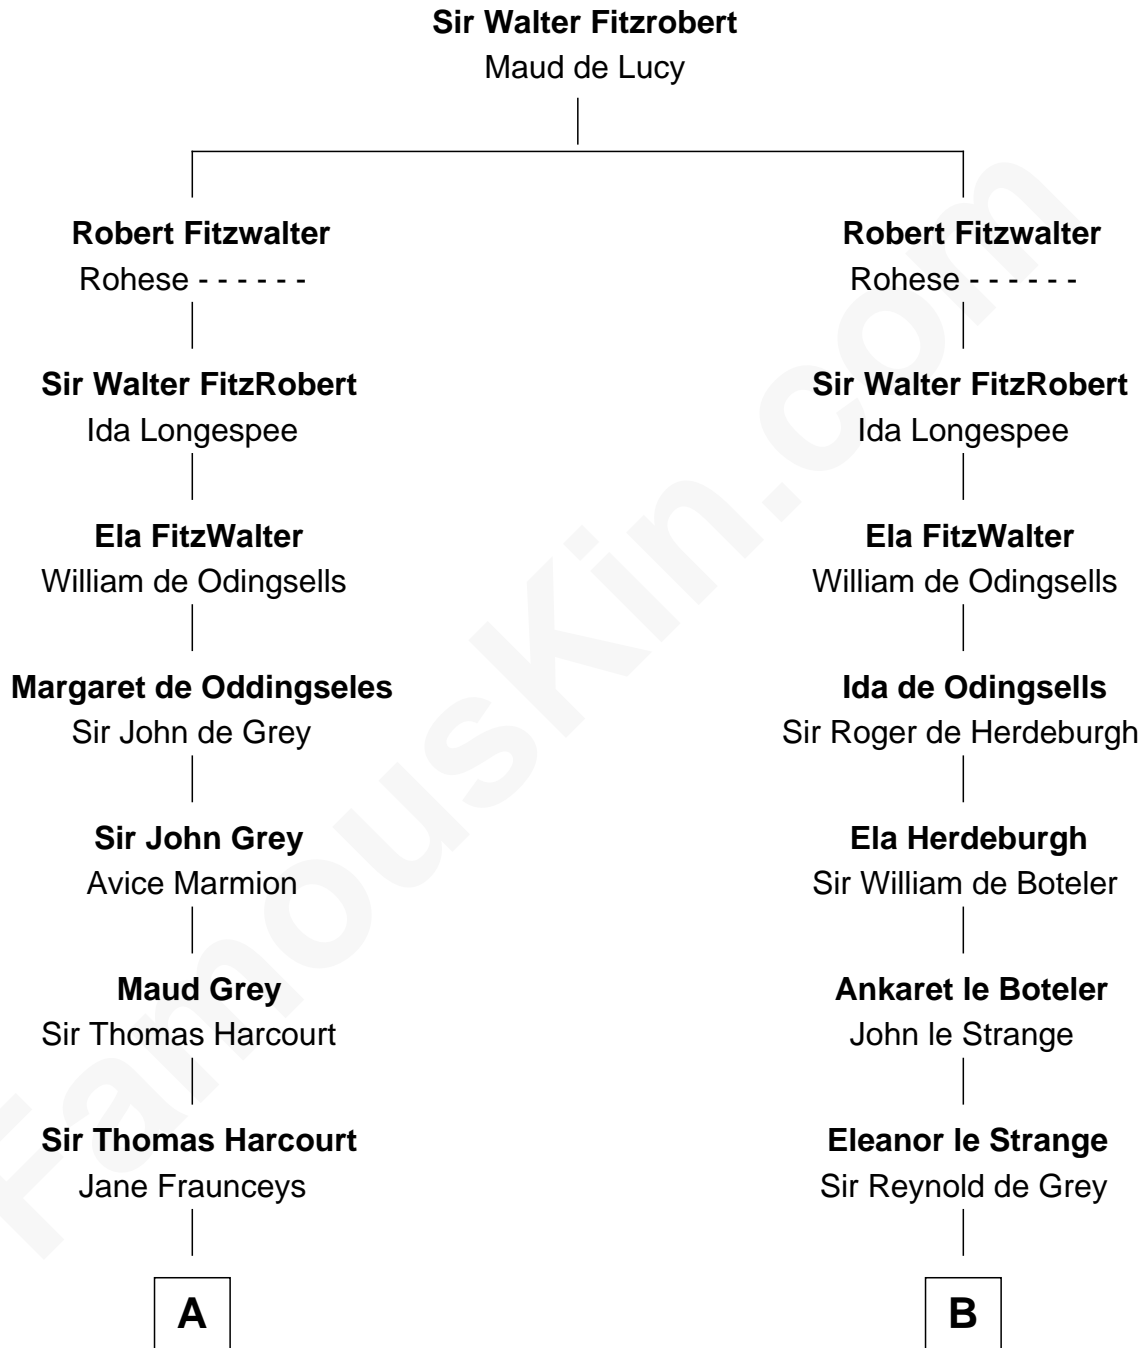 Sir Walter Fitzrobert
Maud de Lucy
Robert Fitzwalter
Rohese - - - - - -
Sir Walter FitzRobert
Ida Longespee
Ela FitzWalter
William de Odingsells
Margaret de Oddingseles
Sir John de Grey
Sir John Grey
Avice Marmion
Maud Grey
Sir Thomas Harcourt
Sir Thomas Harcourt
Jane Fraunceys
A
Robert Fitzwalter
Rohese - - - - - -
Sir Walter FitzRobert
Ida Longespee
Ela FitzWalter
William de Odingsells
Ida de Odingsells
Sir Roger de Herdeburgh
Ela Herdeburgh
Sir William de Boteler
Ankaret le Boteler
John le Strange
Eleanor le Strange
Sir Reynold de Grey
B
FamousKin.com